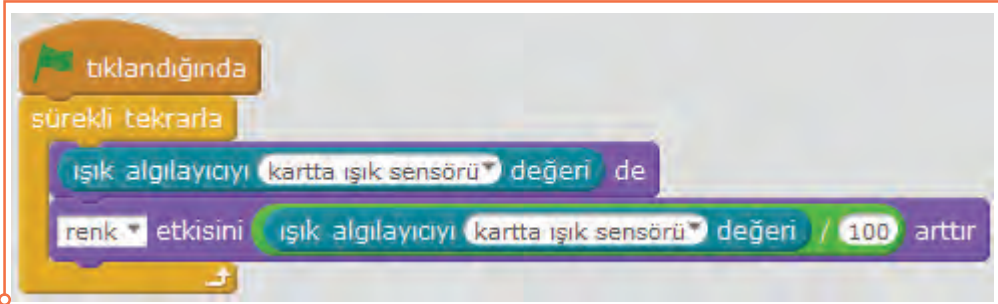 tıklandığında
sürekli tekrarla
ışık algılayıcıyı kartta ışık sensörü değeri de
renk etkisini ışık algılayıcıyı kartta ışık sensörü değeri / 100 arttır